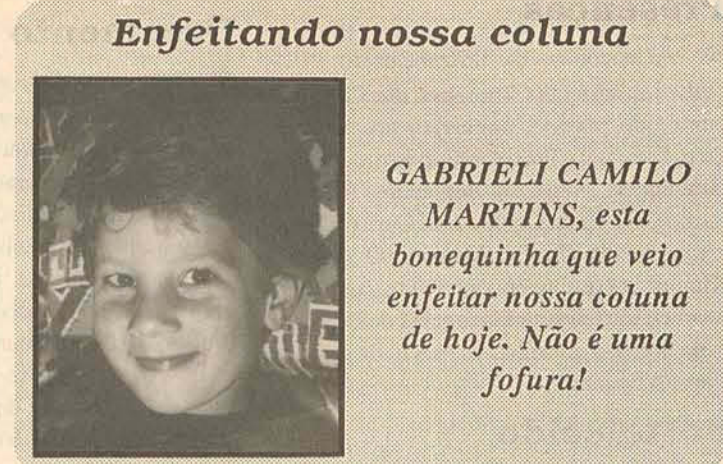 Enfeitando nossa coluna
GABRIELI CAMILO
MARTINS, esta
bonequinha que veio
enfeitar nossa coluna
de hoje. Não é uma
fofura!